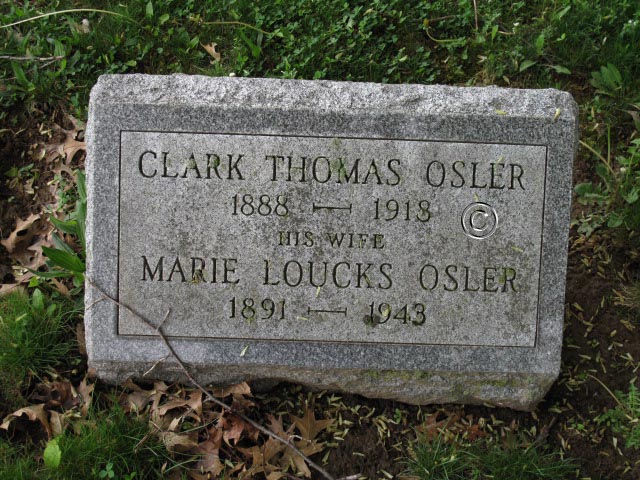 CLARK THOMAS OSLER
1888 — 1918
©
HIS WIFE
MARIE LOUCKS OSLER
1891 — 1943